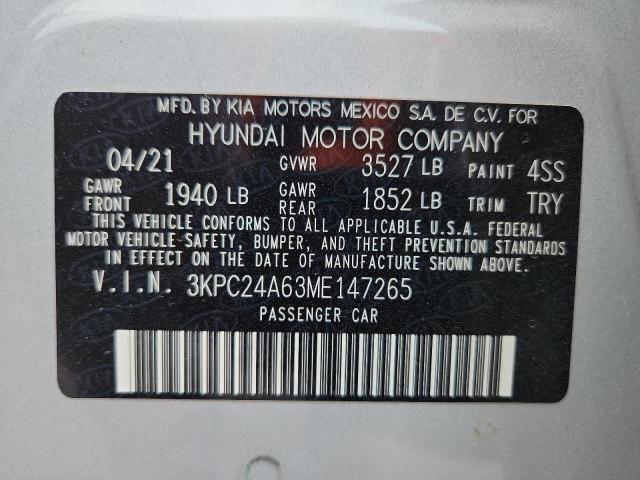 MFD. BY KIA MOTORS MEXICO S.A. DE C.V. FOR
HYUNDAI MOTOR COMPANY
04/21 GVWR 3527 LB PAINT 4SS
GAWR FRONT 1940 LB GAWR REAR 1852 LB TRIM TRY
THIS VEHICLE CONFORMS TO ALL APPLICABLE U.S.A. FEDERAL
MOTOR VEHICLE-SAFETY, BUMPER, AND THEFT PREVENTION STANDARDS
IN EFFECT ON THE DATE OF MANUFACTURE SHOWN ABOVE.
V.I.N. 3KPC24A63ME147265
PASSENGER CAR